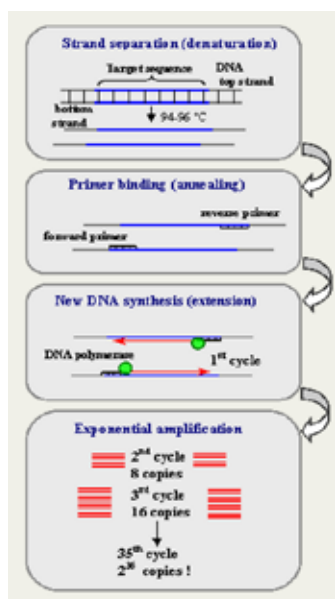 Strand separation (denaturation)
Target sequence
DNA
top strand
bottom
strand
94-96 °C
Primer binding (annealing)
reverse primer
forward primer
New DNA synthesis (extension)
DNA polymerase
1st cycle
Exponential amplification
2nd cycle
8 copies
3rd cycle
16 copies
35th cycle
2³⁶ copies !